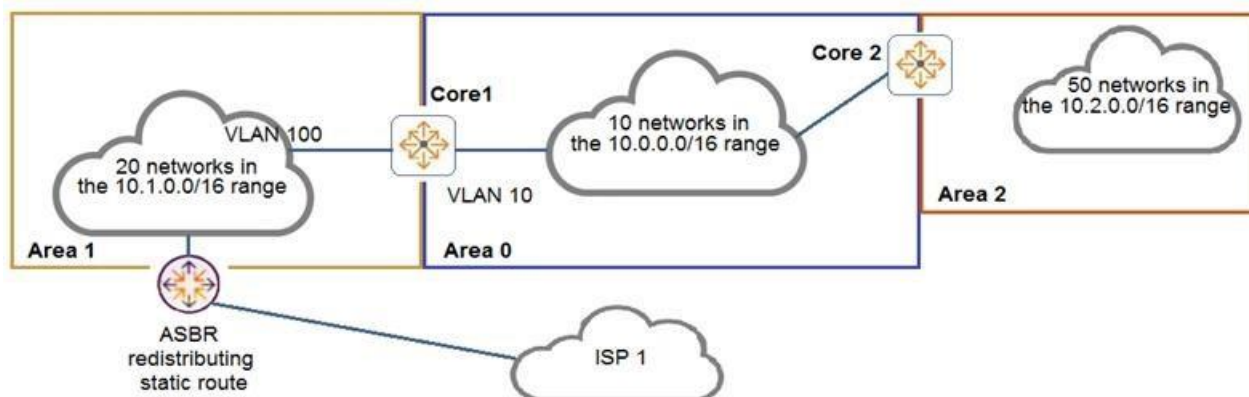 Core 2
50 networks in
the 10.2.0.0/16 range
Core1
10 networks in
the 10.0.0.0/16 range
VLAN 100
20 networks in
the 10.1.0.0/16 range
VLAN 10
Area 2
Area 1
Area 0
ASBR
redistributing
static route
ISP 1